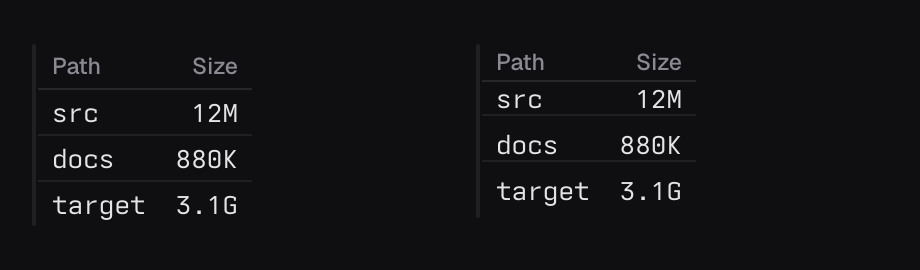 Path Size
src 12M
docs 880K
target 3.1G
Path Size
src 12M
docs 880K
target 3.1G